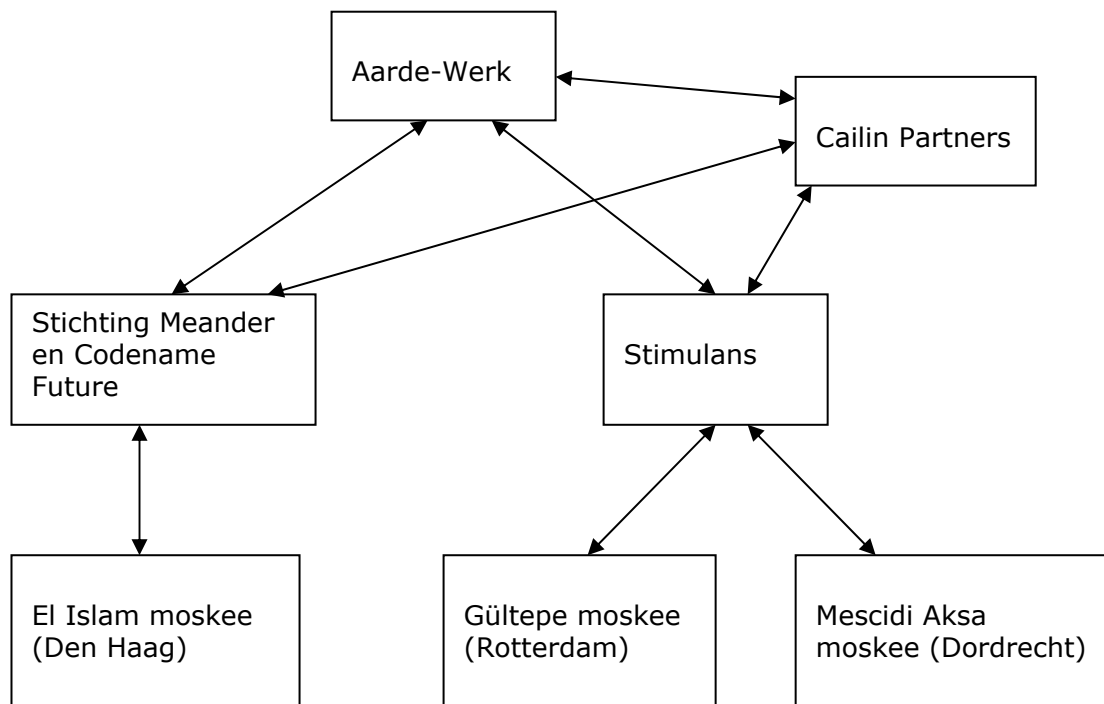 Aarde-Werk
Cailin Partners
Stichting Meander
en Codename
Future
Stimulans
El Islam moskee
(Den Haag)
Gültepe moskee
(Rotterdam)
Mescidi Aksa
moskee (Dordrecht)